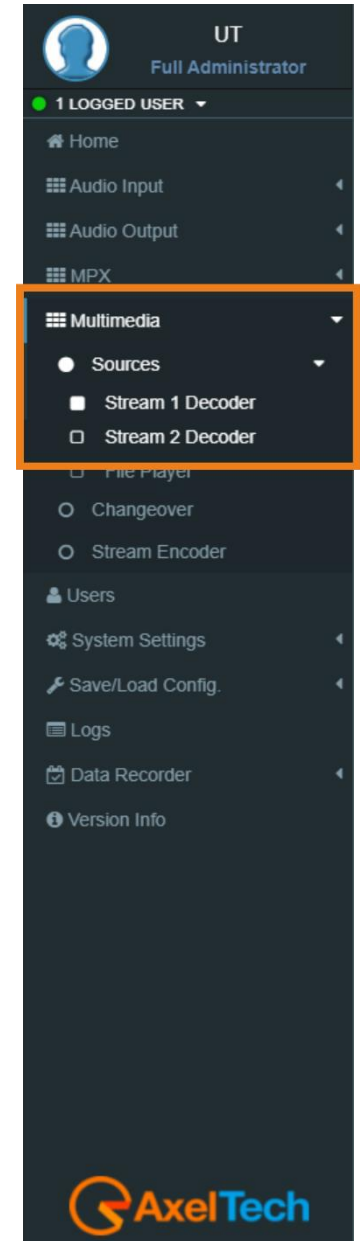 UT
Full Administrator
1 LOGGED USER
Home
Audio Input
Audio Output
MPX
Multimedia
Sources
Stream 1 Decoder
Stream 2 Decoder
File Player
Changeover
Stream Encoder
Users
System Settings
Save/Load Config.
Logs
Data Recorder
Version Info
AxelTech